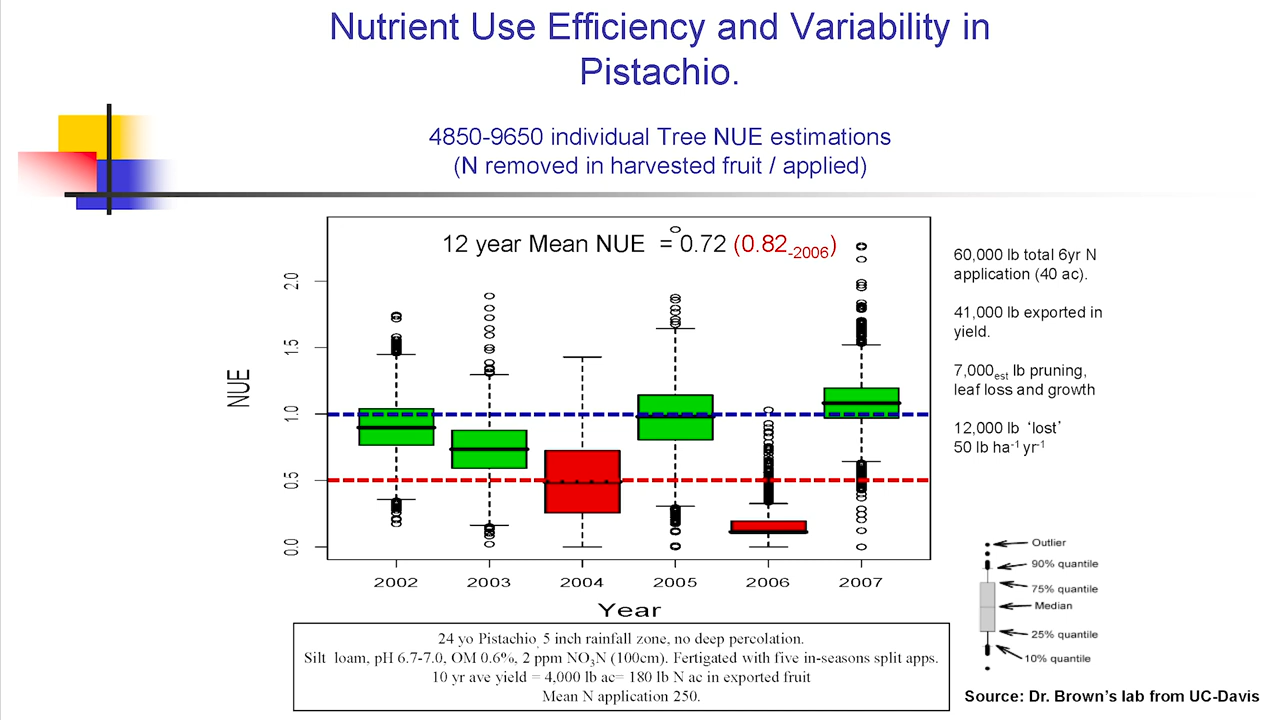 Nutrient Use Efficiency and Variability in
Pistachio.
4850-9650 individual Tree NUE estimations
(N removed in harvested fruit / applied)
12 year Mean NUE = 0.72 (0.82-2006)
NUE
2.0
1.5
1.0
0.5
0.0
2002 2003 2004 2005 2006 2007
Year
60,000 lb total 6yr N
application (40 ac).
41,000 lb exported in
yield.
7,000est lb pruning,
leaf loss and growth
12,000 lb 'lost'
50 lb ha-1 yr-1
Outlier
90% quantile
75% quantile
Median
25% quantile
10% quantile
24 yo Pistachio, 5 inch rainfall zone, no deep percolation.
Silt loam, pH 6.7-7.0, OM 0.6%, 2 ppm NO3N (100cm). Fertigated with five in-seasons split apps.
10 yr ave yield = 4,000 lb ac= 180 lb N ac in exported fruit
Mean N application 250.
Source: Dr. Brown's lab from UC-Davis